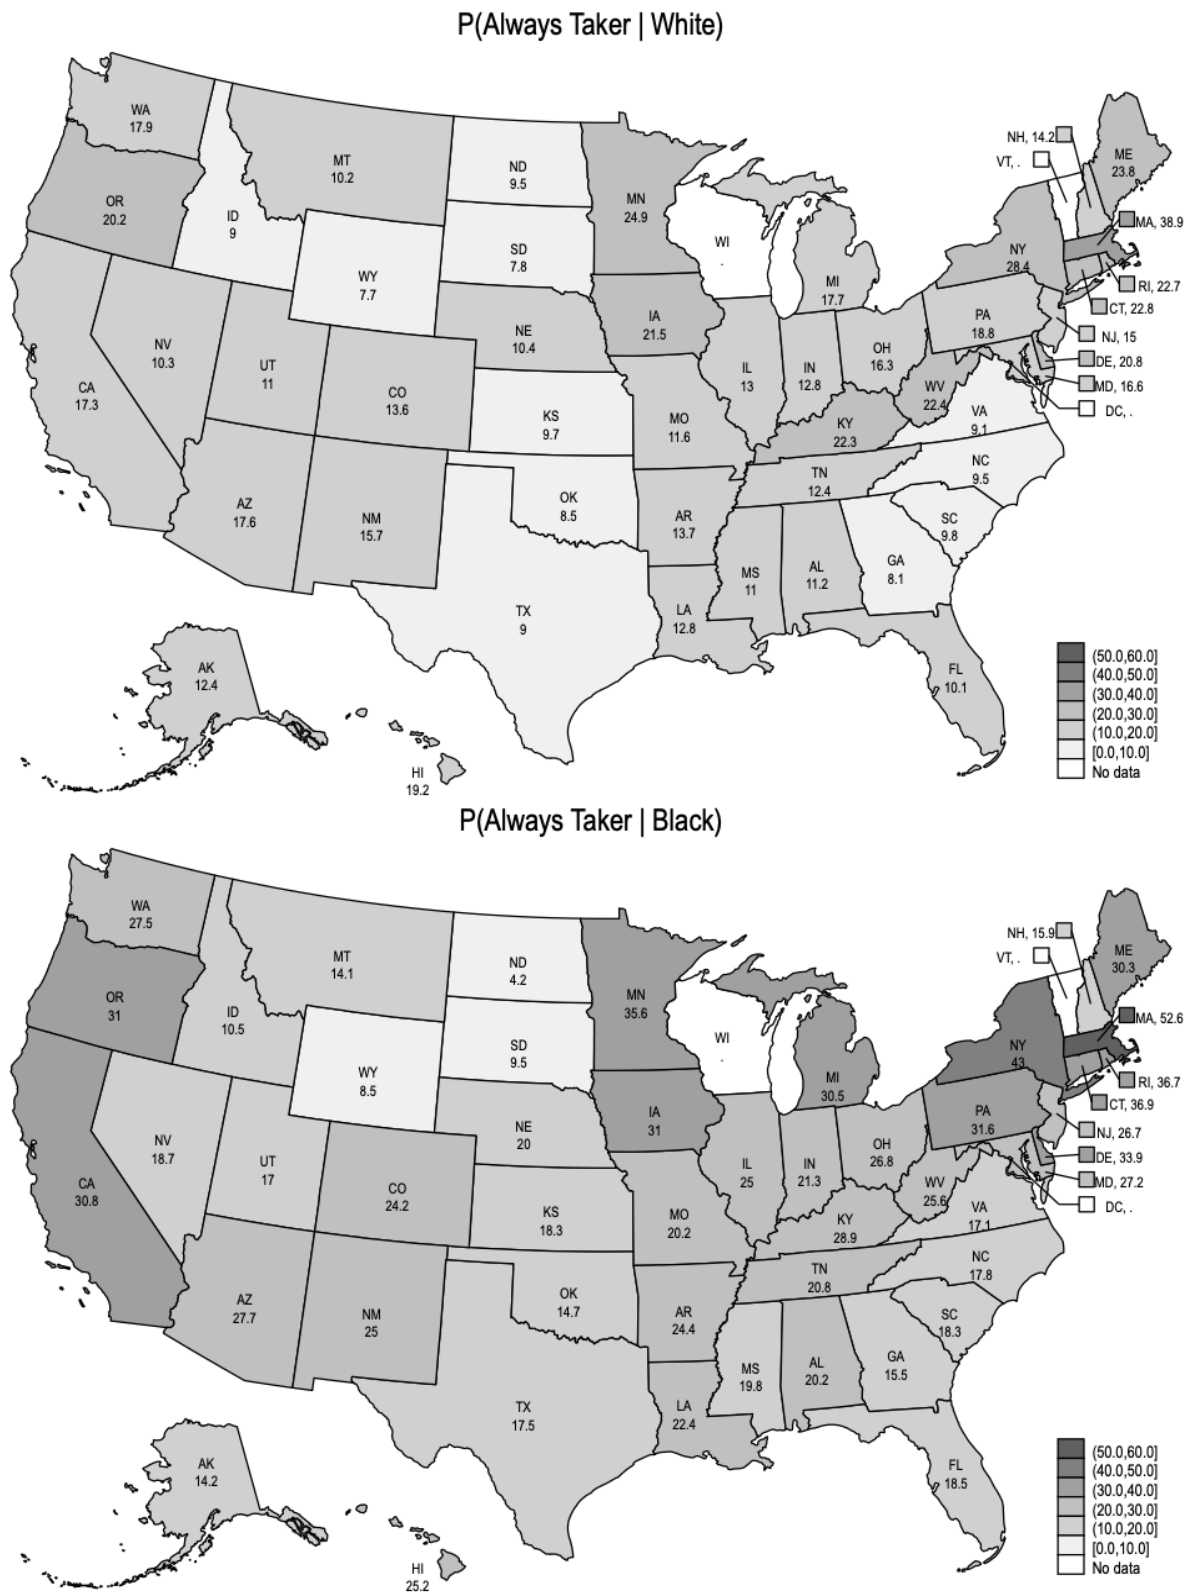 P(Always Taker | White)
WA
17.9
OR
20.2
CA
17.3
ID
9
NV
10.3
MT
10.2
WY
7.7
UT
11
CO
13.6
AZ
17.6
NM
15.7
ND
9.5
SD
7.8
NE
10.4
KS
9.7
OK
8.5
TX
9
MN
24.9
IA
21.5
MO
11.6
AR
13.7
LA
12.8
WI
.
IL
13
MI
17.7
IN
12.8
OH
16.3
KY
22.3
TN
12.4
MS
11
AL
11.2
GA
8.1
FL
10.1
SC
9.8
NC
9.5
VA
9.1
WV
22.4
PA
18.8
NY
28.4
ME
23.8
NH, 14.2
VT, .
MA, 38.9
RI, 22.7
CT, 22.8
NJ, 15
DE, 20.8
MD, 16.6
DC, .
AK
12.4
HI
19.2
(50.0,60.0]
(40.0,50.0]
(30.0,40.0]
(20.0,30.0]
(10.0,20.0]
[0.0,10.0]
No data
P(Always Taker | Black)
WA
27.5
OR
31
CA
30.8
ID
10.5
NV
18.7
MT
14.1
WY
8.5
UT
17
CO
24.2
AZ
27.7
NM
25
ND
4.2
SD
9.5
NE
20
KS
18.3
OK
14.7
TX
17.5
MN
35.6
IA
31
MO
20.2
AR
24.4
LA
22.4
WI
.
IL
25
MI
30.5
IN
21.3
OH
26.8
KY
28.9
TN
20.8
MS
19.8
AL
20.2
GA
15.5
FL
18.5
SC
18.3
NC
17.8
VA
17.1
WV
25.6
PA
31.6
NY
43
ME
30.3
NH, 15.9
VT, .
MA, 52.6
RI, 36.7
CT, 36.9
NJ, 26.7
DE, 33.9
MD, 27.2
DC, .
AK
14.2
HI
25.2
(50.0,60.0]
(40.0,50.0]
(30.0,40.0]
(20.0,30.0]
(10.0,20.0]
[0.0,10.0]
No data